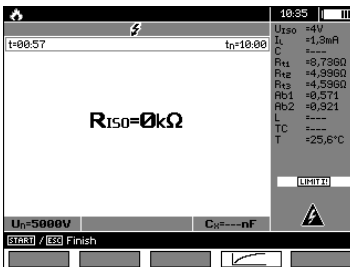 10:35
t=00:57 tn=10:00
RISO=0kΩ
UISO =4V
IL =1,3mA
C =---
Rt1 =8,73GΩ
Rt2 =4,99GΩ
Rt3 =4,59GΩ
Ab1 =0,571
Ab2 =0,921
L =---
TC =---
T =25,6°C
LIMIT I!
Un=5000V CX=---nF
START / ESC Finish